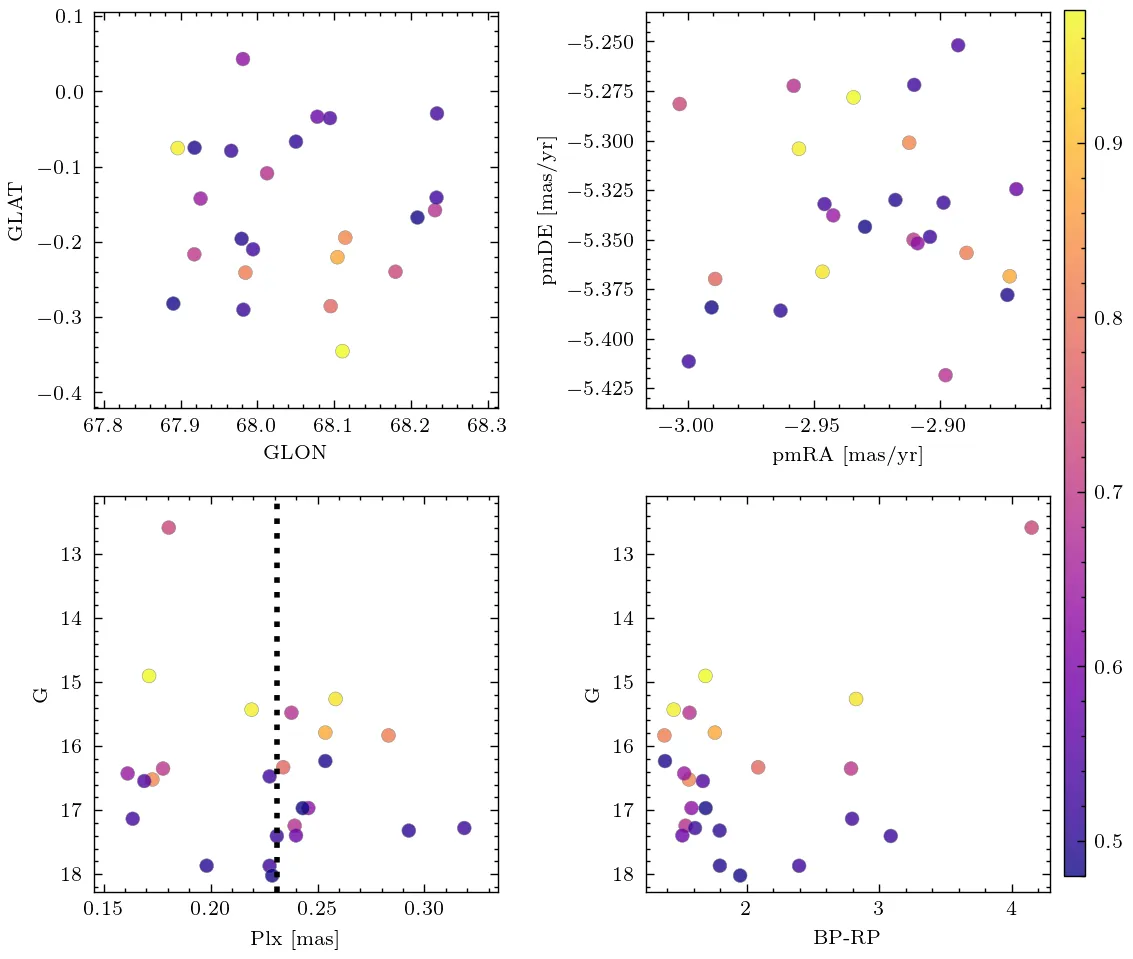 0.1
0.0
−0.1
−0.2
−0.3
−0.4
GLAT
67.8 67.9 68.0 68.1 68.2 68.3
GLON
−5.250
−5.275
−5.300
−5.325
−5.350
−5.375
−5.400
−5.425
pmDE [mas/yr]
−3.00 −2.95 −2.90
pmRA [mas/yr]
13
14
15
16
17
18
G
0.15 0.20 0.25 0.30
Plx [mas]
13
14
15
16
17
18
G
2 3 4
BP-RP
0.9
0.8
0.7
0.6
0.5